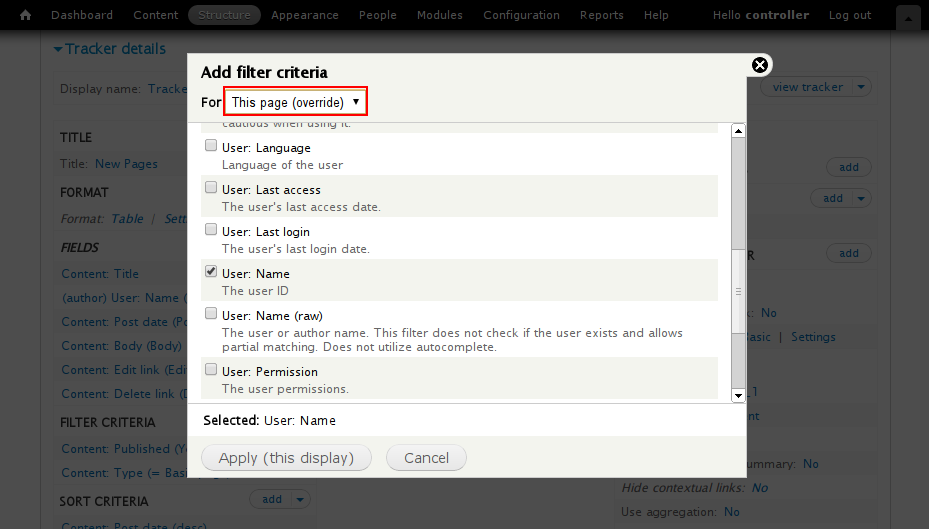 Dashboard Content Structure Appearance People Modules Configuration Reports Help Hello controller Log out
Tracker details
Display name: Tracke
view tracker
Add filter criteria
For This page (override)
cautious when using it.
User: Language
Language of the user
User: Last access
The user's last access date.
User: Last login
The user's last login date.
User: Name
The user ID
User: Name (raw)
The user or author name. This filter does not check if the user exists and allows
partial matching. Does not utilize autocomplete.
User: Permission
The user permissions.
Selected: User: Name
Apply (this display)
Cancel
TITLE
Title: New Pages
FORMAT
Format: Table | Sett
FIELDS
Content: Title
(author) User: Name (
Content: Post date (Po
Content: Body (Body)
Content: Edit link (Edi
Content: Delete link (D
FILTER CRITERIA
Content: Published (Ye
Content: Type (= Basi
SORT CRITERIA
add
Content: Post date (desc)
add
add
R
add
k: No
asic | Settings
_1
nt
ummary: No
Hide contextual links: No
Use aggregation: No